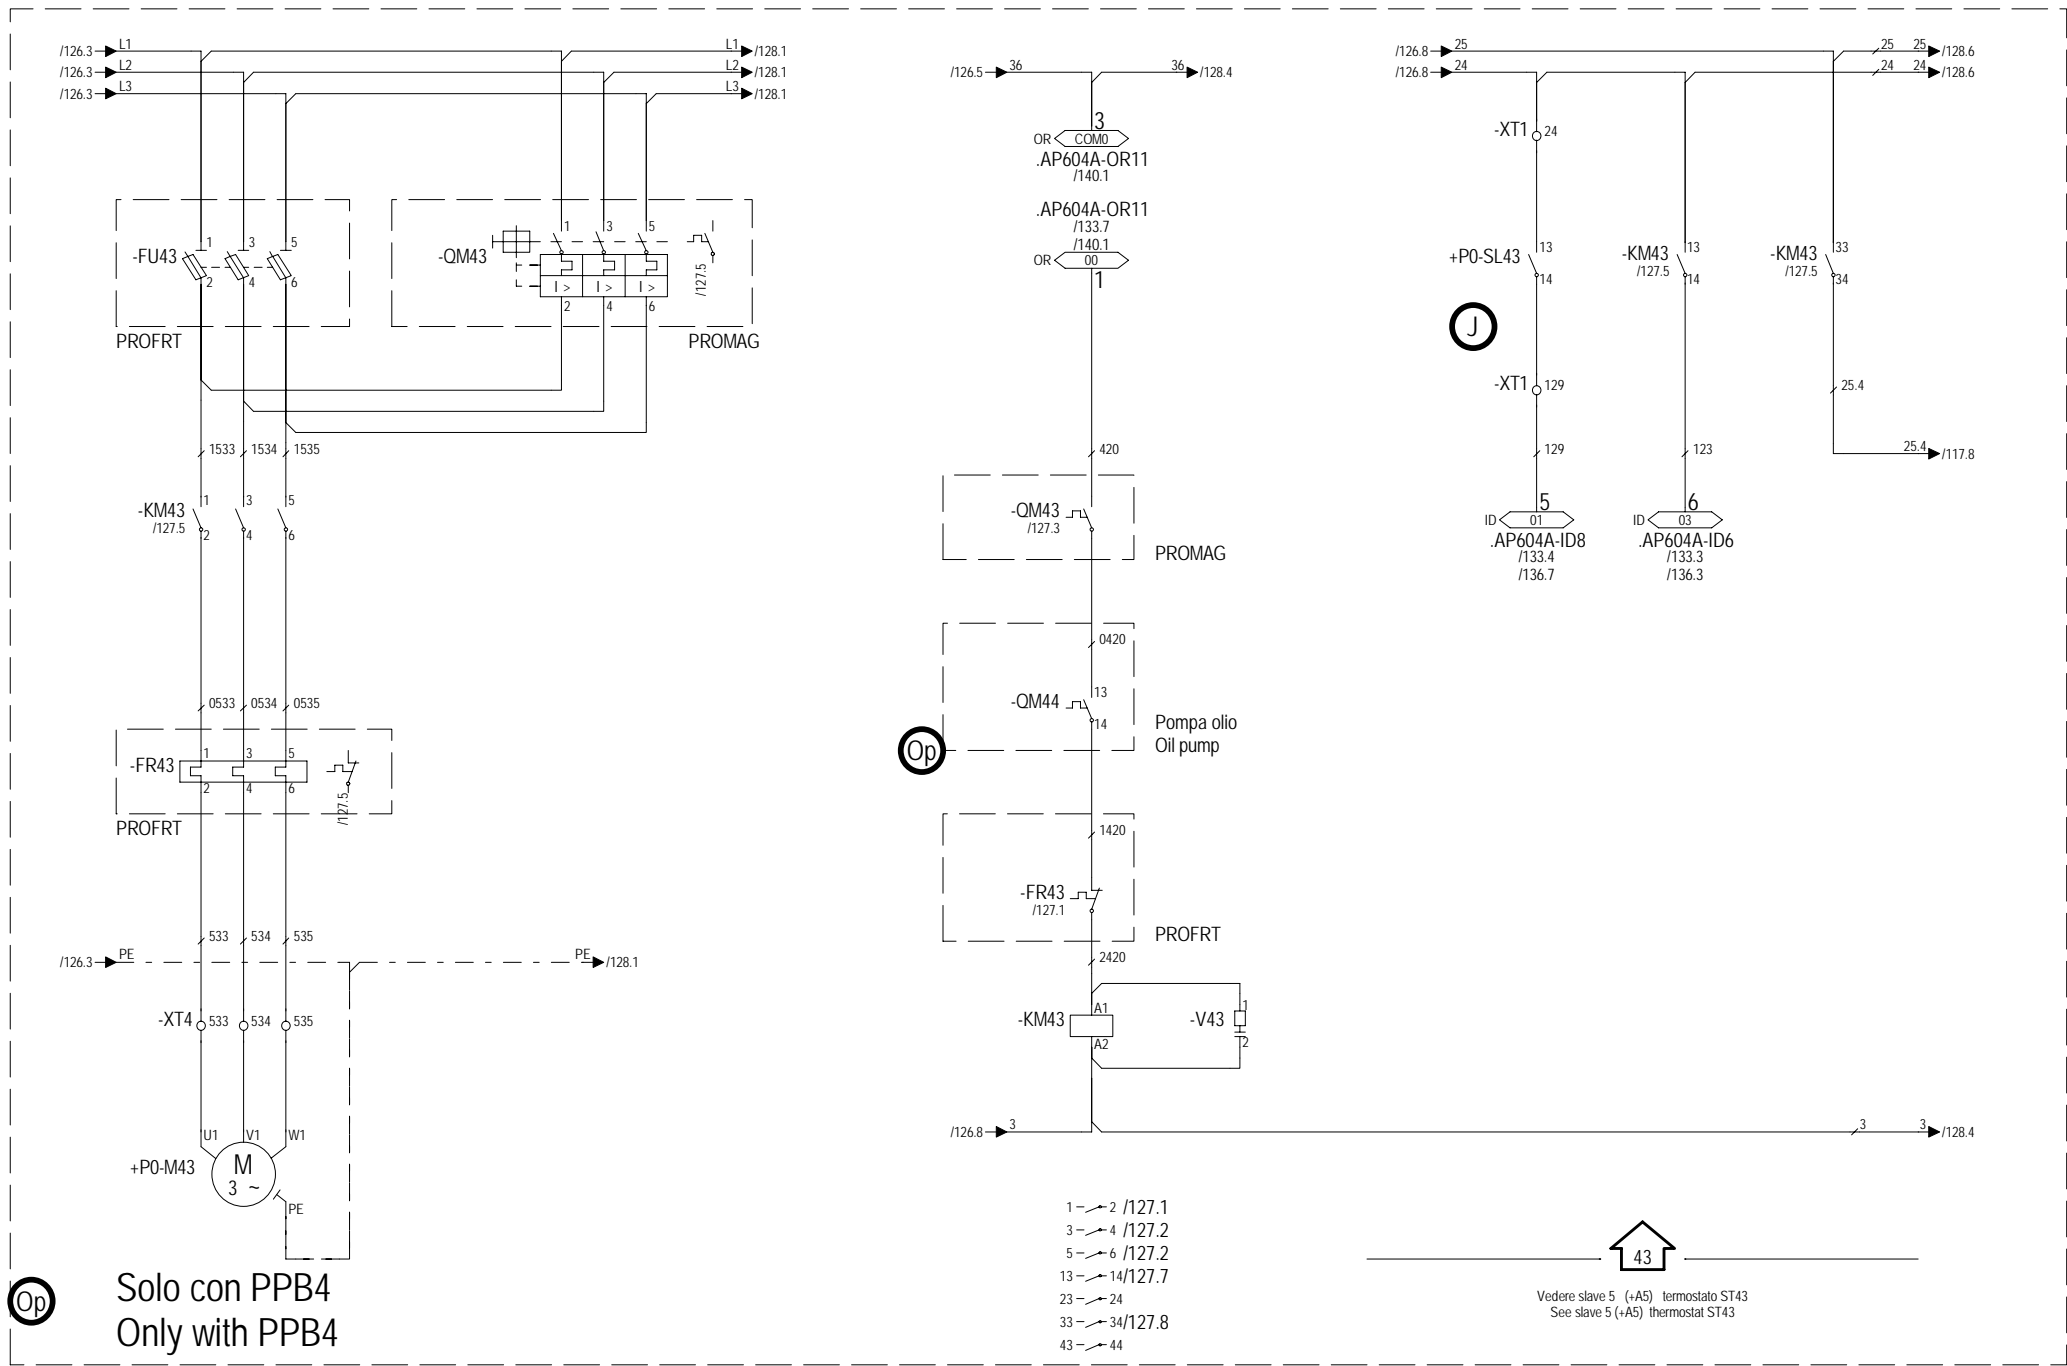 /126.3 L1 L1 /128.1
/126.3 L2 L2 /128.1
/126.3 L3 L3 /128.1
-FU43 1 3 5
2 4 6
PROFRT
-QM43 1 3 5
I > I > I >
2 4 6
/127.5
PROMAG
1533 1534 1535
-KM43 1 3 5
/127.5
2 4 6
0533 0534 0535
-FR43 1 3 5
2 4 6
/127.5
PROFRT
533 534 535
/126.3 PE PE /128.1
-XT4 533 534 535
U1 V1 W1
+P0-M43 M
3 ~
PE
Op
Solo con PPB4
Only with PPB4
/126.5 36 36 /128.4
3
OR COM0
.AP604A-OR11
/140.1
.AP604A-OR11
/133.7
/140.1
OR 00
1
420
-QM43
/127.3
PROMAG
0420
-QM44 13
14
Pompa olio
Oil pump
Op
1420
-FR43
/127.1
PROFRT
2420
-KM43 A1
A2
-V43 1
2
/126.8 3 3 3 /128.4
1 2 /127.1
3 4 /127.2
5 6 /127.2
13 14 /127.7
23 24
33 34 /127.8
43 44
/126.8 25 25 25 /128.6
/126.8 24 24 24 /128.6
-XT1 24
+P0-SL43 13
14
J
-XT1 129
129
5
ID 01
.AP604A-ID8
/133.4
/136.7
-KM43 13
/127.5 14
123
6
ID 03
.AP604A-ID6
/133.3
/136.3
-KM43 33
/127.5 34
25.4
25.4 /117.8
43
Vedere slave 5 (+A5) termostato ST43
See slave 5 (+A5) thermostat ST43